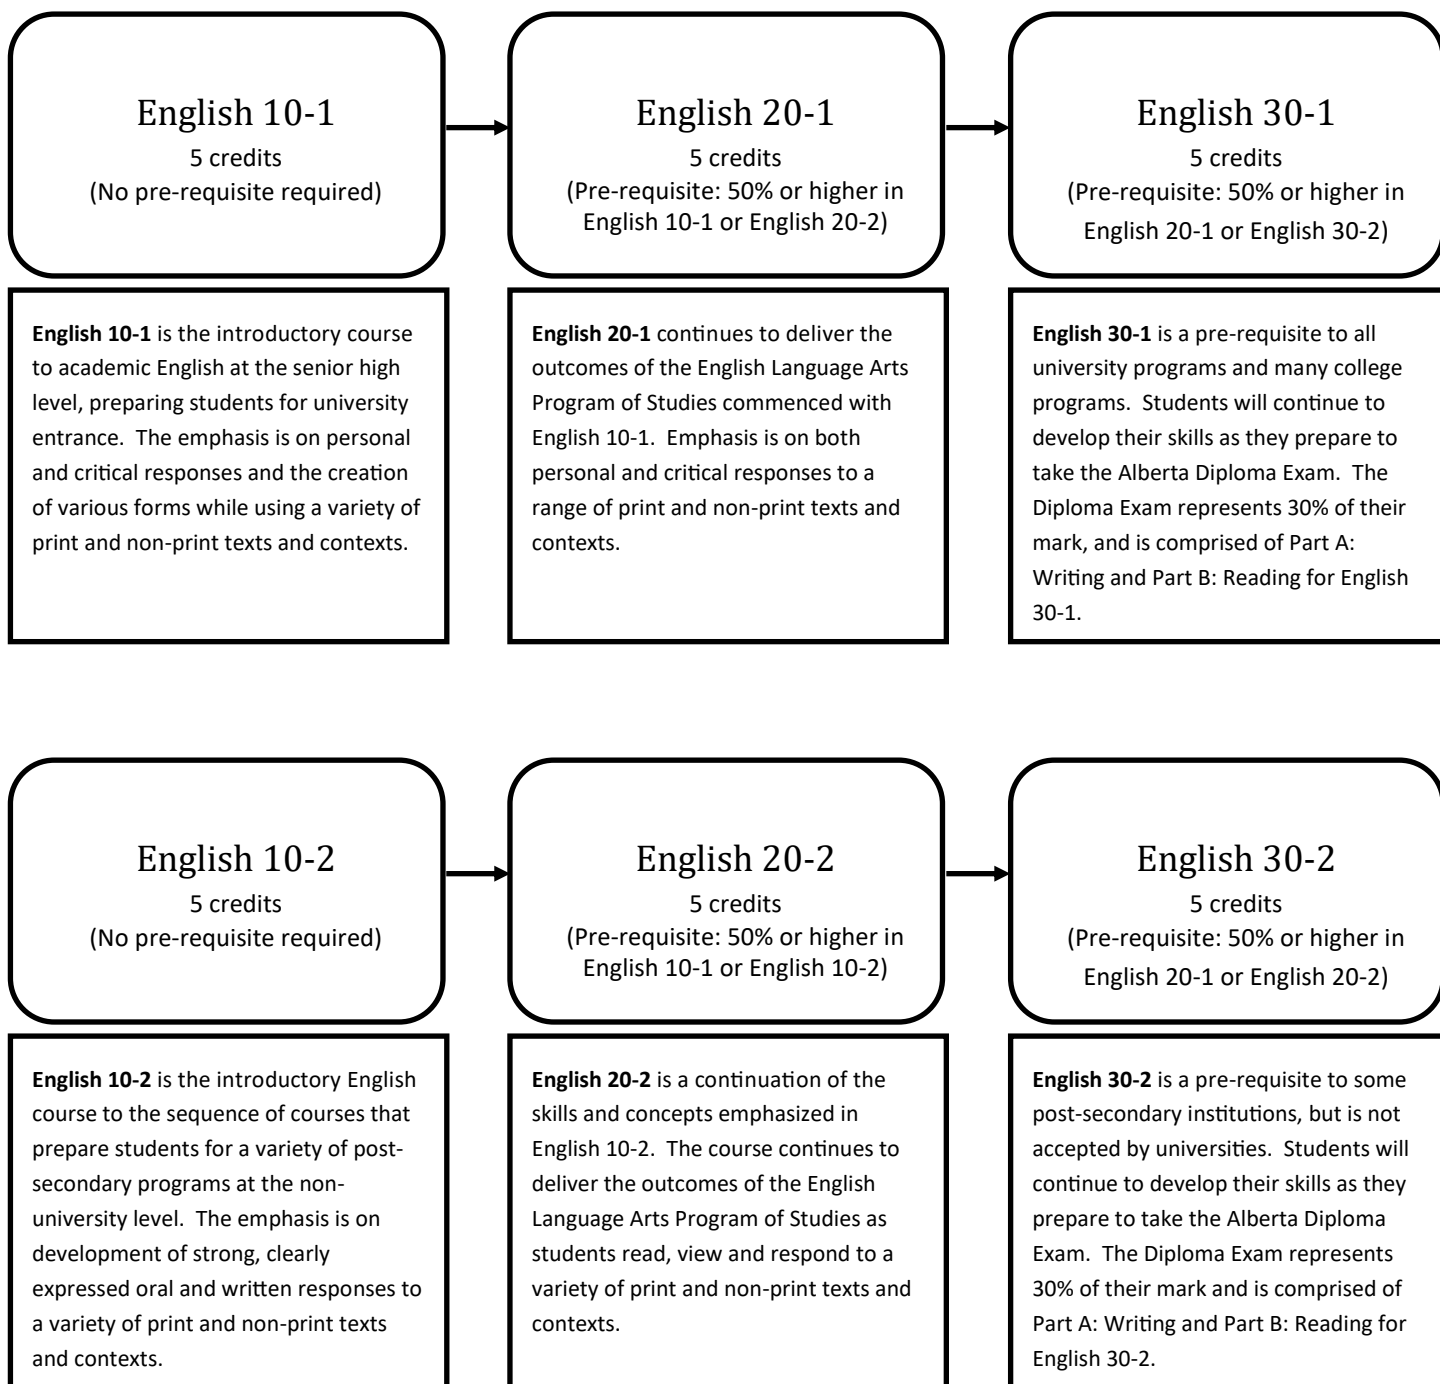 English 10-1
5 credits
(No pre-requisite required)
English 20-1
5 credits
(Pre-requisite: 50% or higher in
English 10-1 or English 20-2)
English 30-1
5 credits
(Pre-requisite: 50% or higher in
English 20-1 or English 30-2)
English 10-1 is the introductory course
to academic English at the senior high
level, preparing students for university
entrance.  The emphasis is on personal
and critical responses and the creation
of various forms while using a variety of
print and non-print texts and contexts.
English 20-1 continues to deliver the
outcomes of the English Language Arts
Program of Studies commenced with
English 10-1.  Emphasis is on both
personal and critical responses to a
range of print and non-print texts and
contexts.
English 30-1 is a pre-requisite to all
university programs and many college
programs.  Students will continue to
develop their skills as they prepare to
take the Alberta Diploma Exam.  The
Diploma Exam represents 30% of their
mark, and is comprised of Part A:
Writing and Part B: Reading for English
30-1.
English 10-2
5 credits
(No pre-requisite required)
English 20-2
5 credits
(Pre-requisite: 50% or higher in
English 10-1 or English 10-2)
English 30-2
5 credits
(Pre-requisite: 50% or higher in
English 20-1 or English 20-2)
English 10-2 is the introductory English
course to the sequence of courses that
prepare students for a variety of post-
secondary programs at the non-
university level.  The emphasis is on
development of strong, clearly
expressed oral and written responses to
a variety of print and non-print texts
and contexts.
English 20-2 is a continuation of the
skills and concepts emphasized in
English 10-2.  The course continues to
deliver the outcomes of the English
Language Arts Program of Studies as
students read, view and respond to a
variety of print and non-print texts and
contexts.
English 30-2 is a pre-requisite to some
post-secondary institutions, but is not
accepted by universities.  Students will
continue to develop their skills as they
prepare to take the Alberta Diploma
Exam.  The Diploma Exam represents
30% of their mark and is comprised of
Part A: Writing and Part B: Reading for
English 30-2.